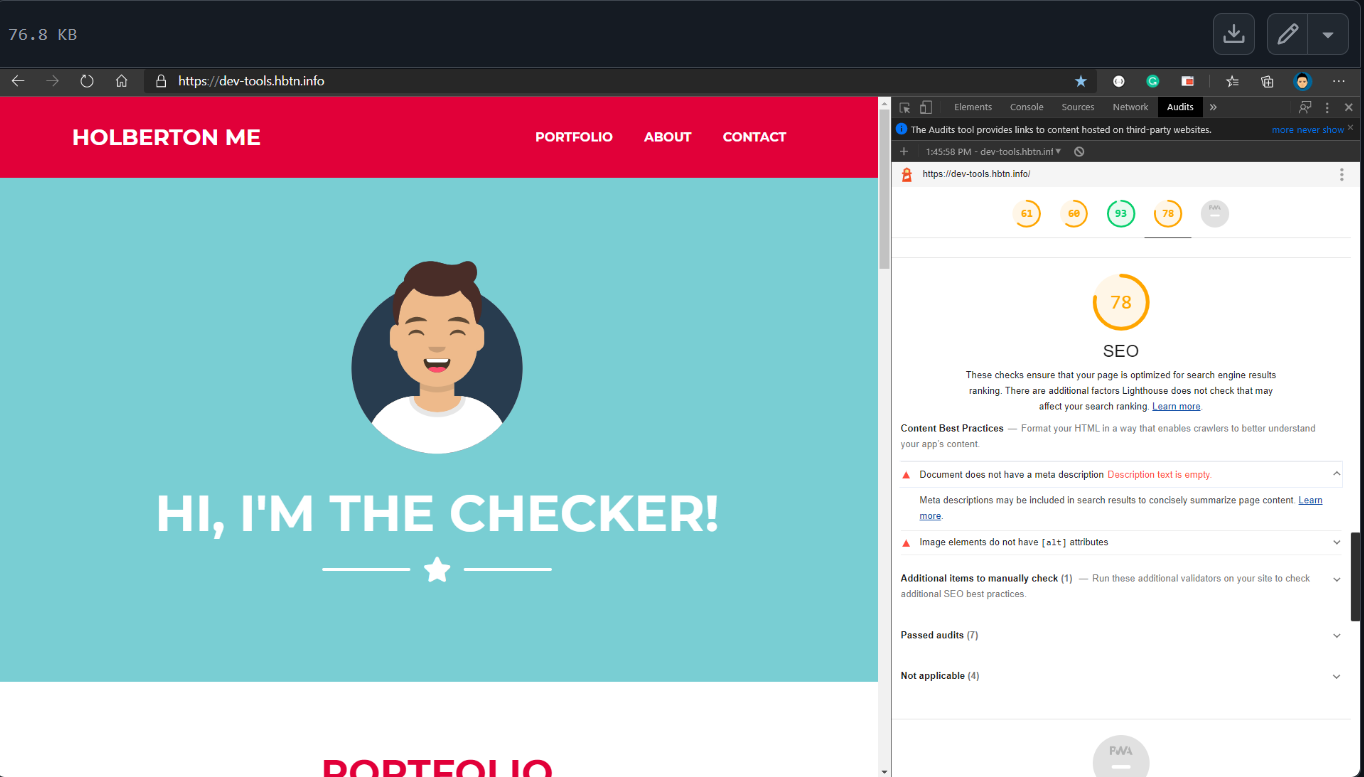 76.8 KB
https://dev-tools.hbtn.info
HOLBERTON ME
PORTFOLIO ABOUT CONTACT
HI, I'M THE CHECKER!
PORTFOLIO
Elements Console Sources Network Audits »
The Audits tool provides links to content hosted on third-party websites. more never show
1:45:58 PM - dev-tools.hbtn.inf
https://dev-tools.hbtn.info/
61 60 93 78 PWA
78
SEO
These checks ensure that your page is optimized for search engine results
ranking. There are additional factors Lighthouse does not check that may
affect your search ranking. Learn more.
Content Best Practices — Format your HTML in a way that enables crawlers to better understand
your app's content.
Document does not have a meta description Description text is empty.
Meta descriptions may be included in search results to concisely summarize page content. Learn
more.
Image elements do not have [alt] attributes
Additional items to manually check (1) — Run these additional validators on your site to check
additional SEO best practices.
Passed audits (7)
Not applicable (4)
PWA